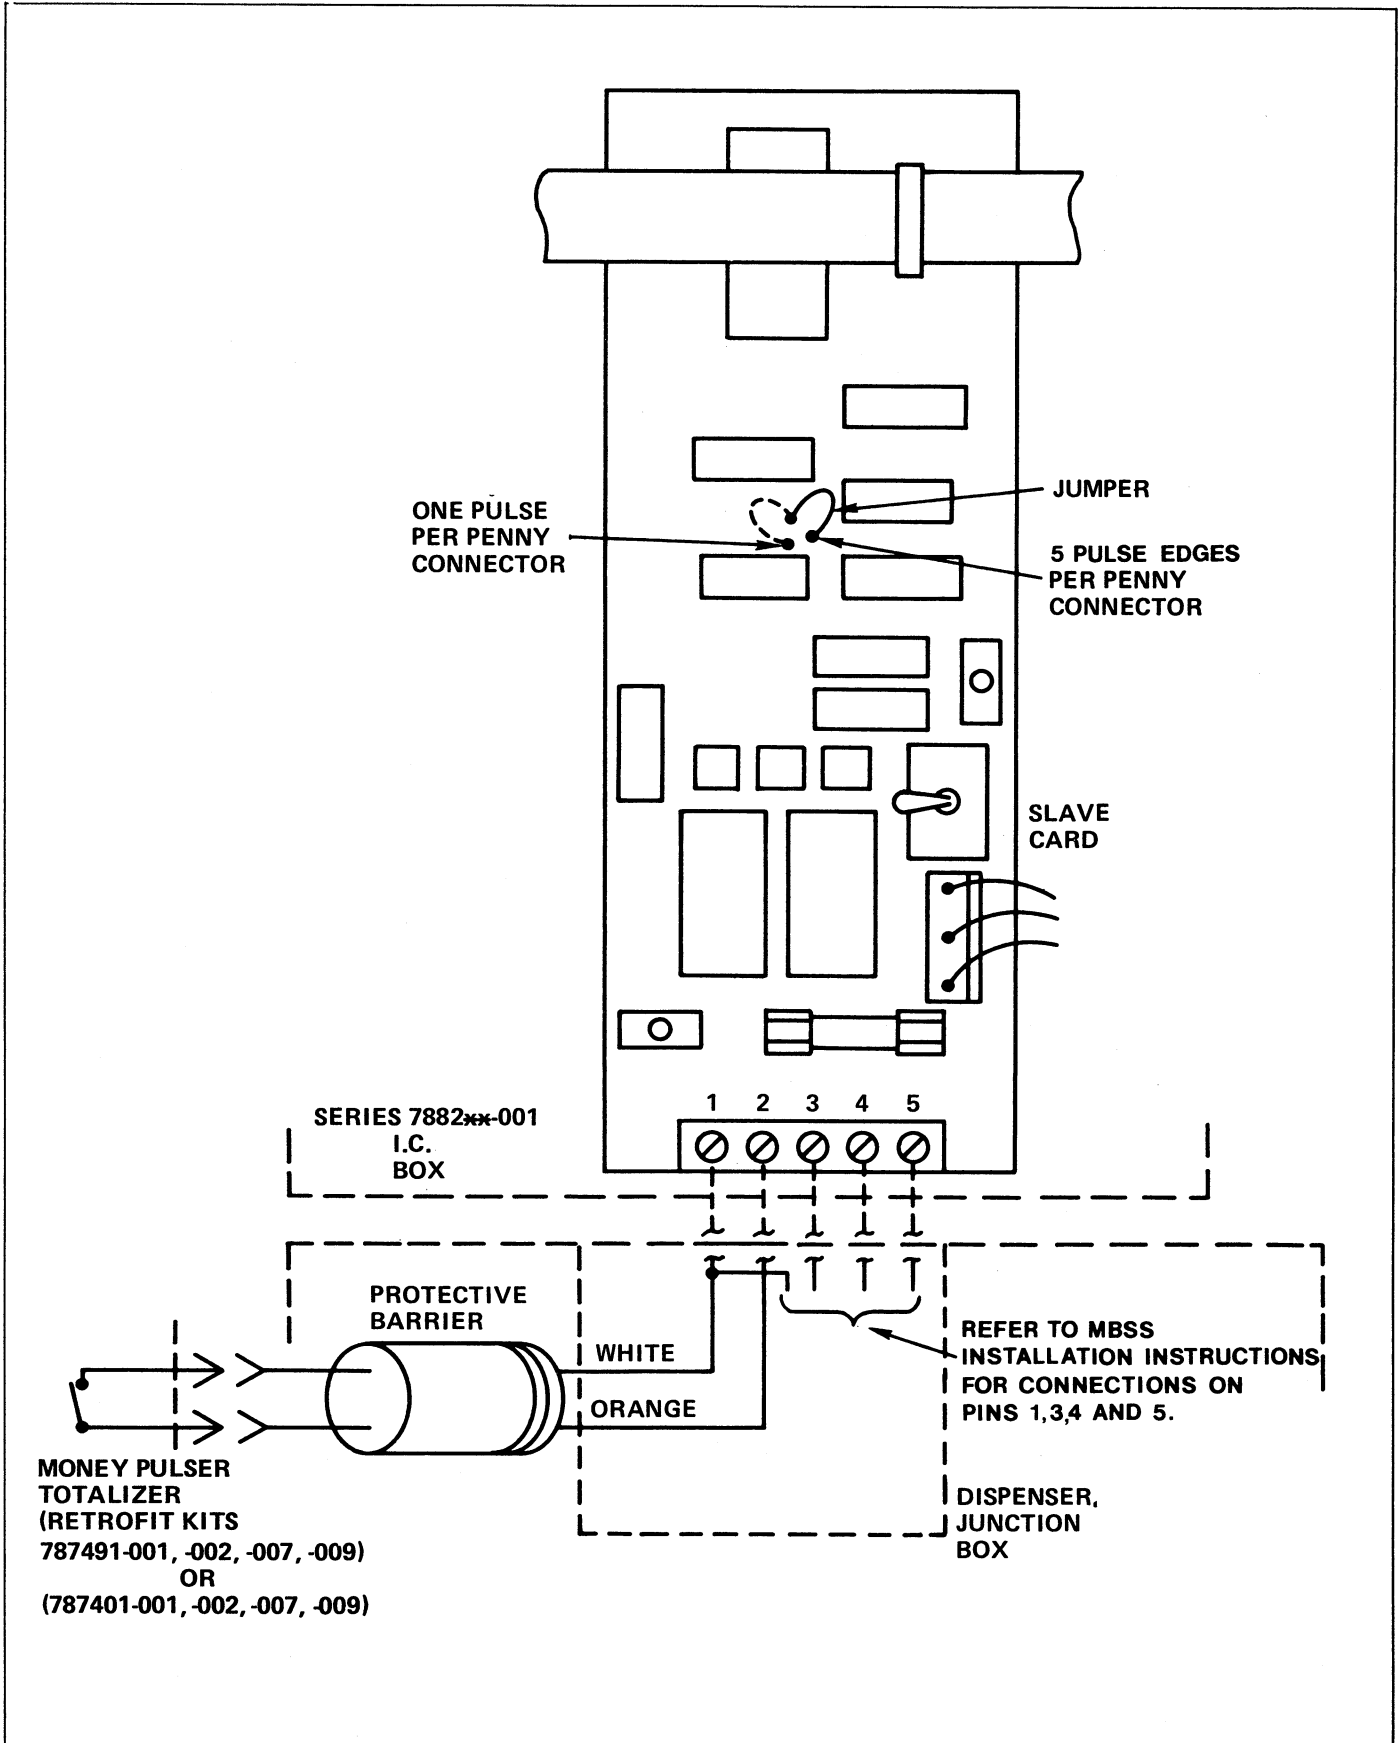 ONE PULSE
PER PENNY
CONNECTOR
JUMPER
5 PULSE EDGES
PER PENNY
CONNECTOR
SLAVE
CARD
1 2 3 4 5
SERIES 7882xx-001
I.C.
BOX
PROTECTIVE
BARRIER
WHITE
ORANGE
REFER TO MBSS
INSTALLATION INSTRUCTIONS
FOR CONNECTIONS ON
PINS 1,3,4 AND 5.
MONEY PULSER
TOTALIZER
(RETROFIT KITS
787491-001, -002, -007, -009)
OR
(787401-001, -002, -007, -009)
DISPENSER
JUNCTION
BOX